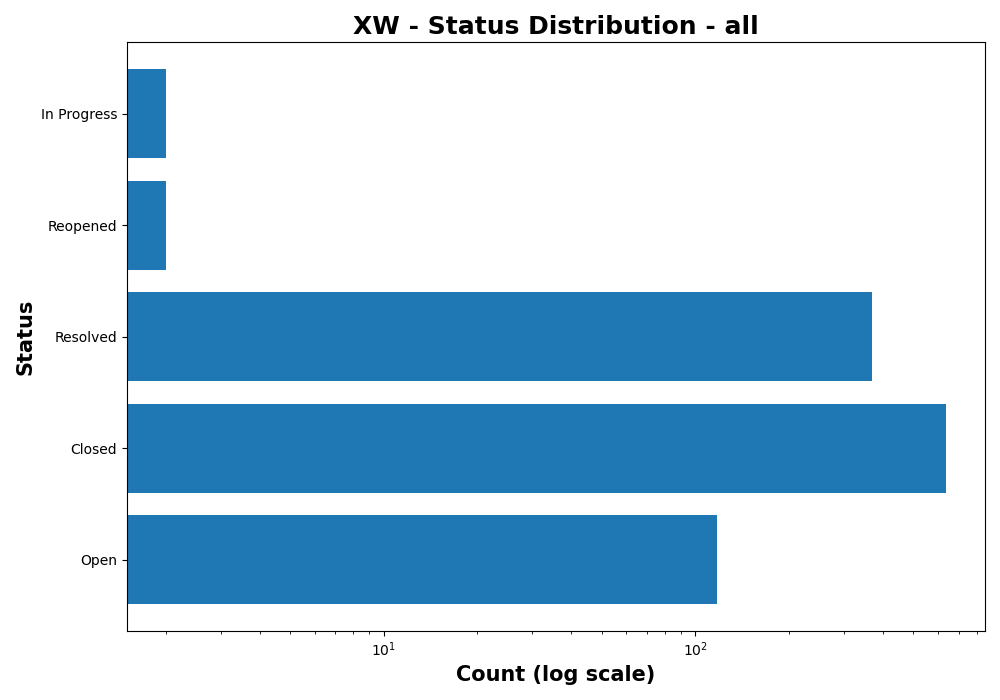 XW - Status Distribution - all
In Progress
Reopened
Resolved
Closed
Open
Status
10¹
10²
Count (log scale)